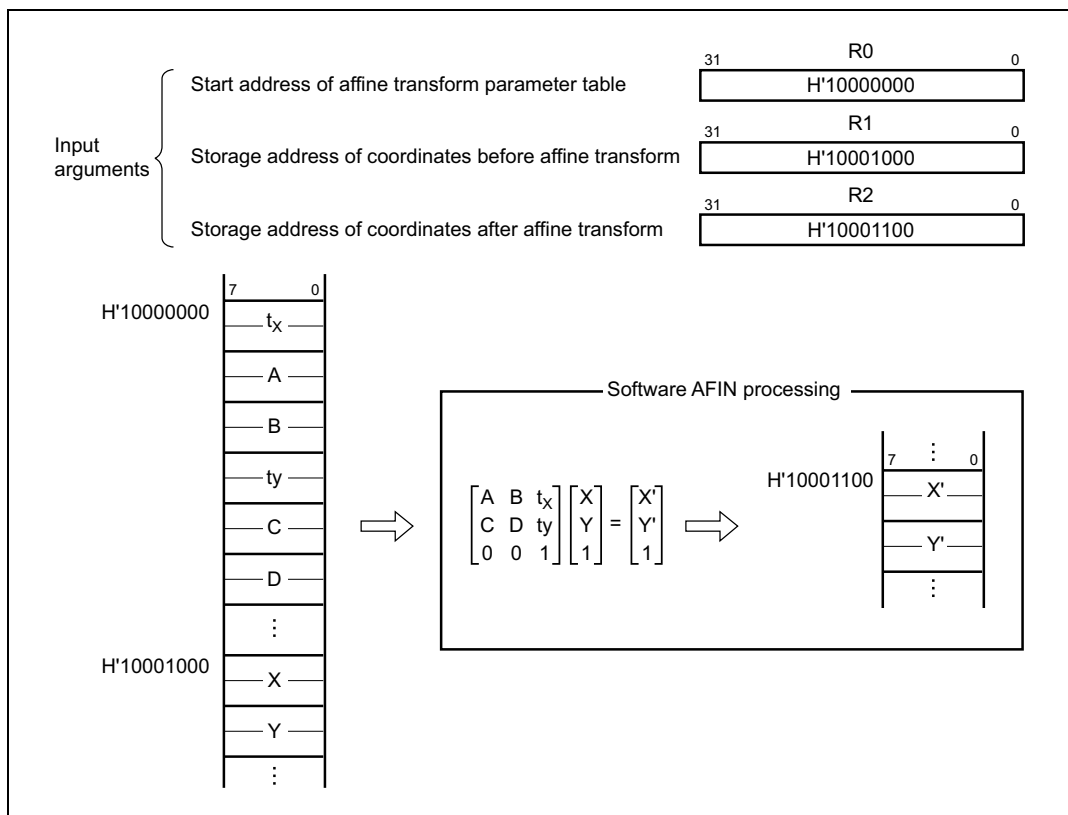 R0
31 0
Start address of affine transform parameter table H'10000000
R1
31 0
Input arguments
Storage address of coordinates before affine transform H'10001000
R2
31 0
Storage address of coordinates after affine transform H'10001100
7 0
H'10000000
tX
A
B
ty
C
D
⋮
H'10001000
X
Y
⋮
Software AFIN processing
[A B tX] [X] [X']
[C D ty] [Y] = [Y']
[0 0 1] [1] [1]
⋮
7 0
H'10001100
X'
Y'
⋮